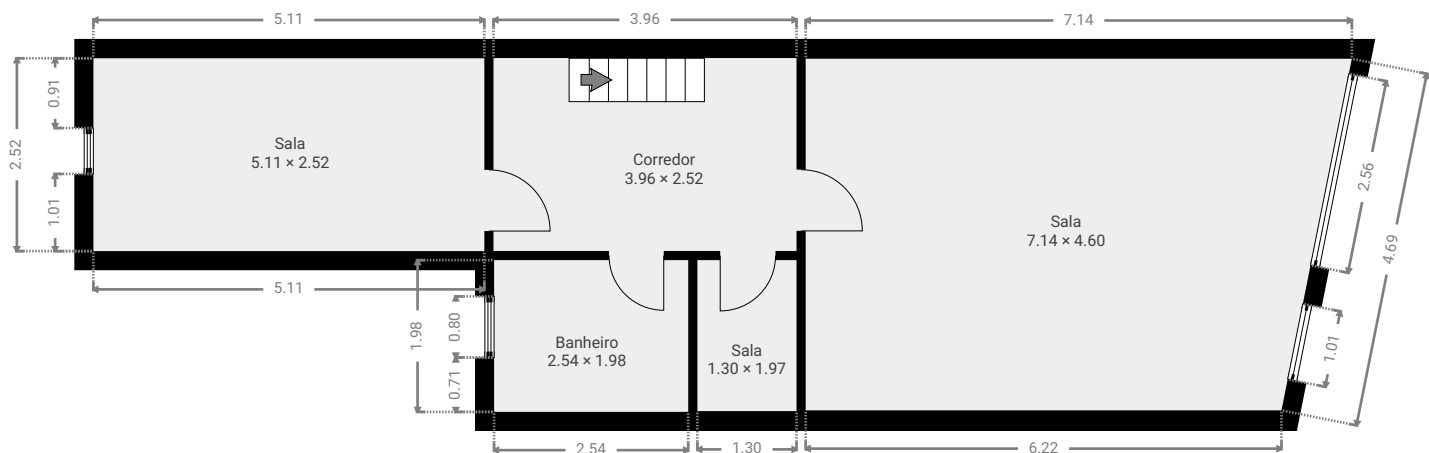 5.11
3.96
7.14
0.91
2.52
1.01
Sala
5.11 × 2.52
Corredor
3.96 × 2.52
Sala
7.14 × 4.60
2.56
4.69
5.11
1.98
0.80
0.71
Banheiro
2.54 × 1.98
Sala
1.30 × 1.97
1.01
2.54
1.30
6.22